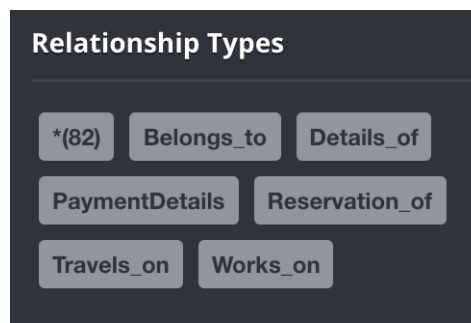 Relationship Types
*(82) Belongs_to Details_of
PaymentDetails Reservation_of
Travels_on Works_on